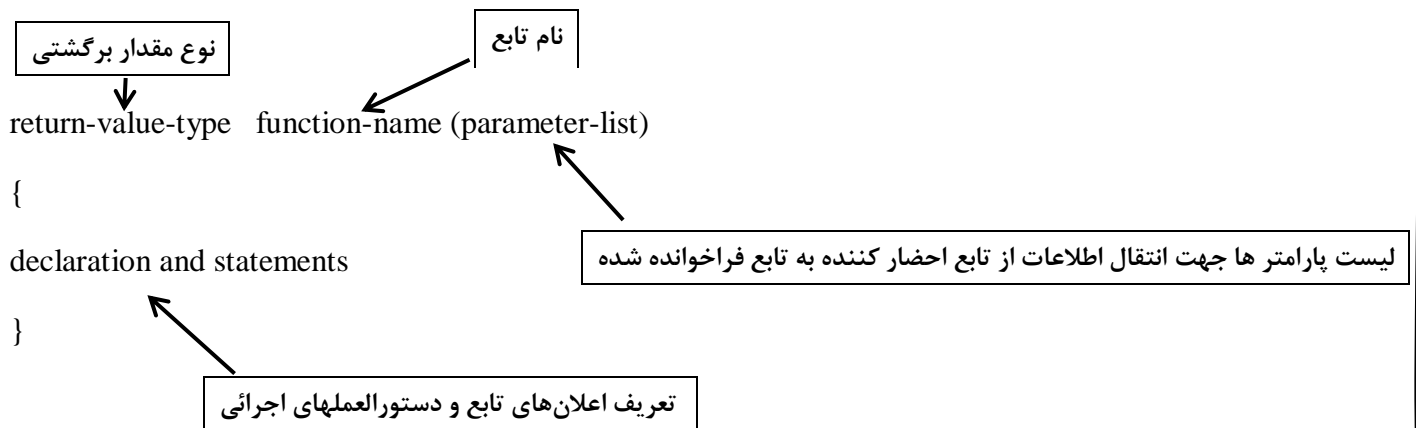 نام تابع
نوع مقدار برگشتی
return-value-type function-name (parameter-list)
{
لیست پارامتر ها جهت انتقال اطلاعات از تابع احضار کننده به تابع فراخوانده شده
declaration and statements
}
تعریف اعلان‌های تابع و دستورالعملهای اجرائی